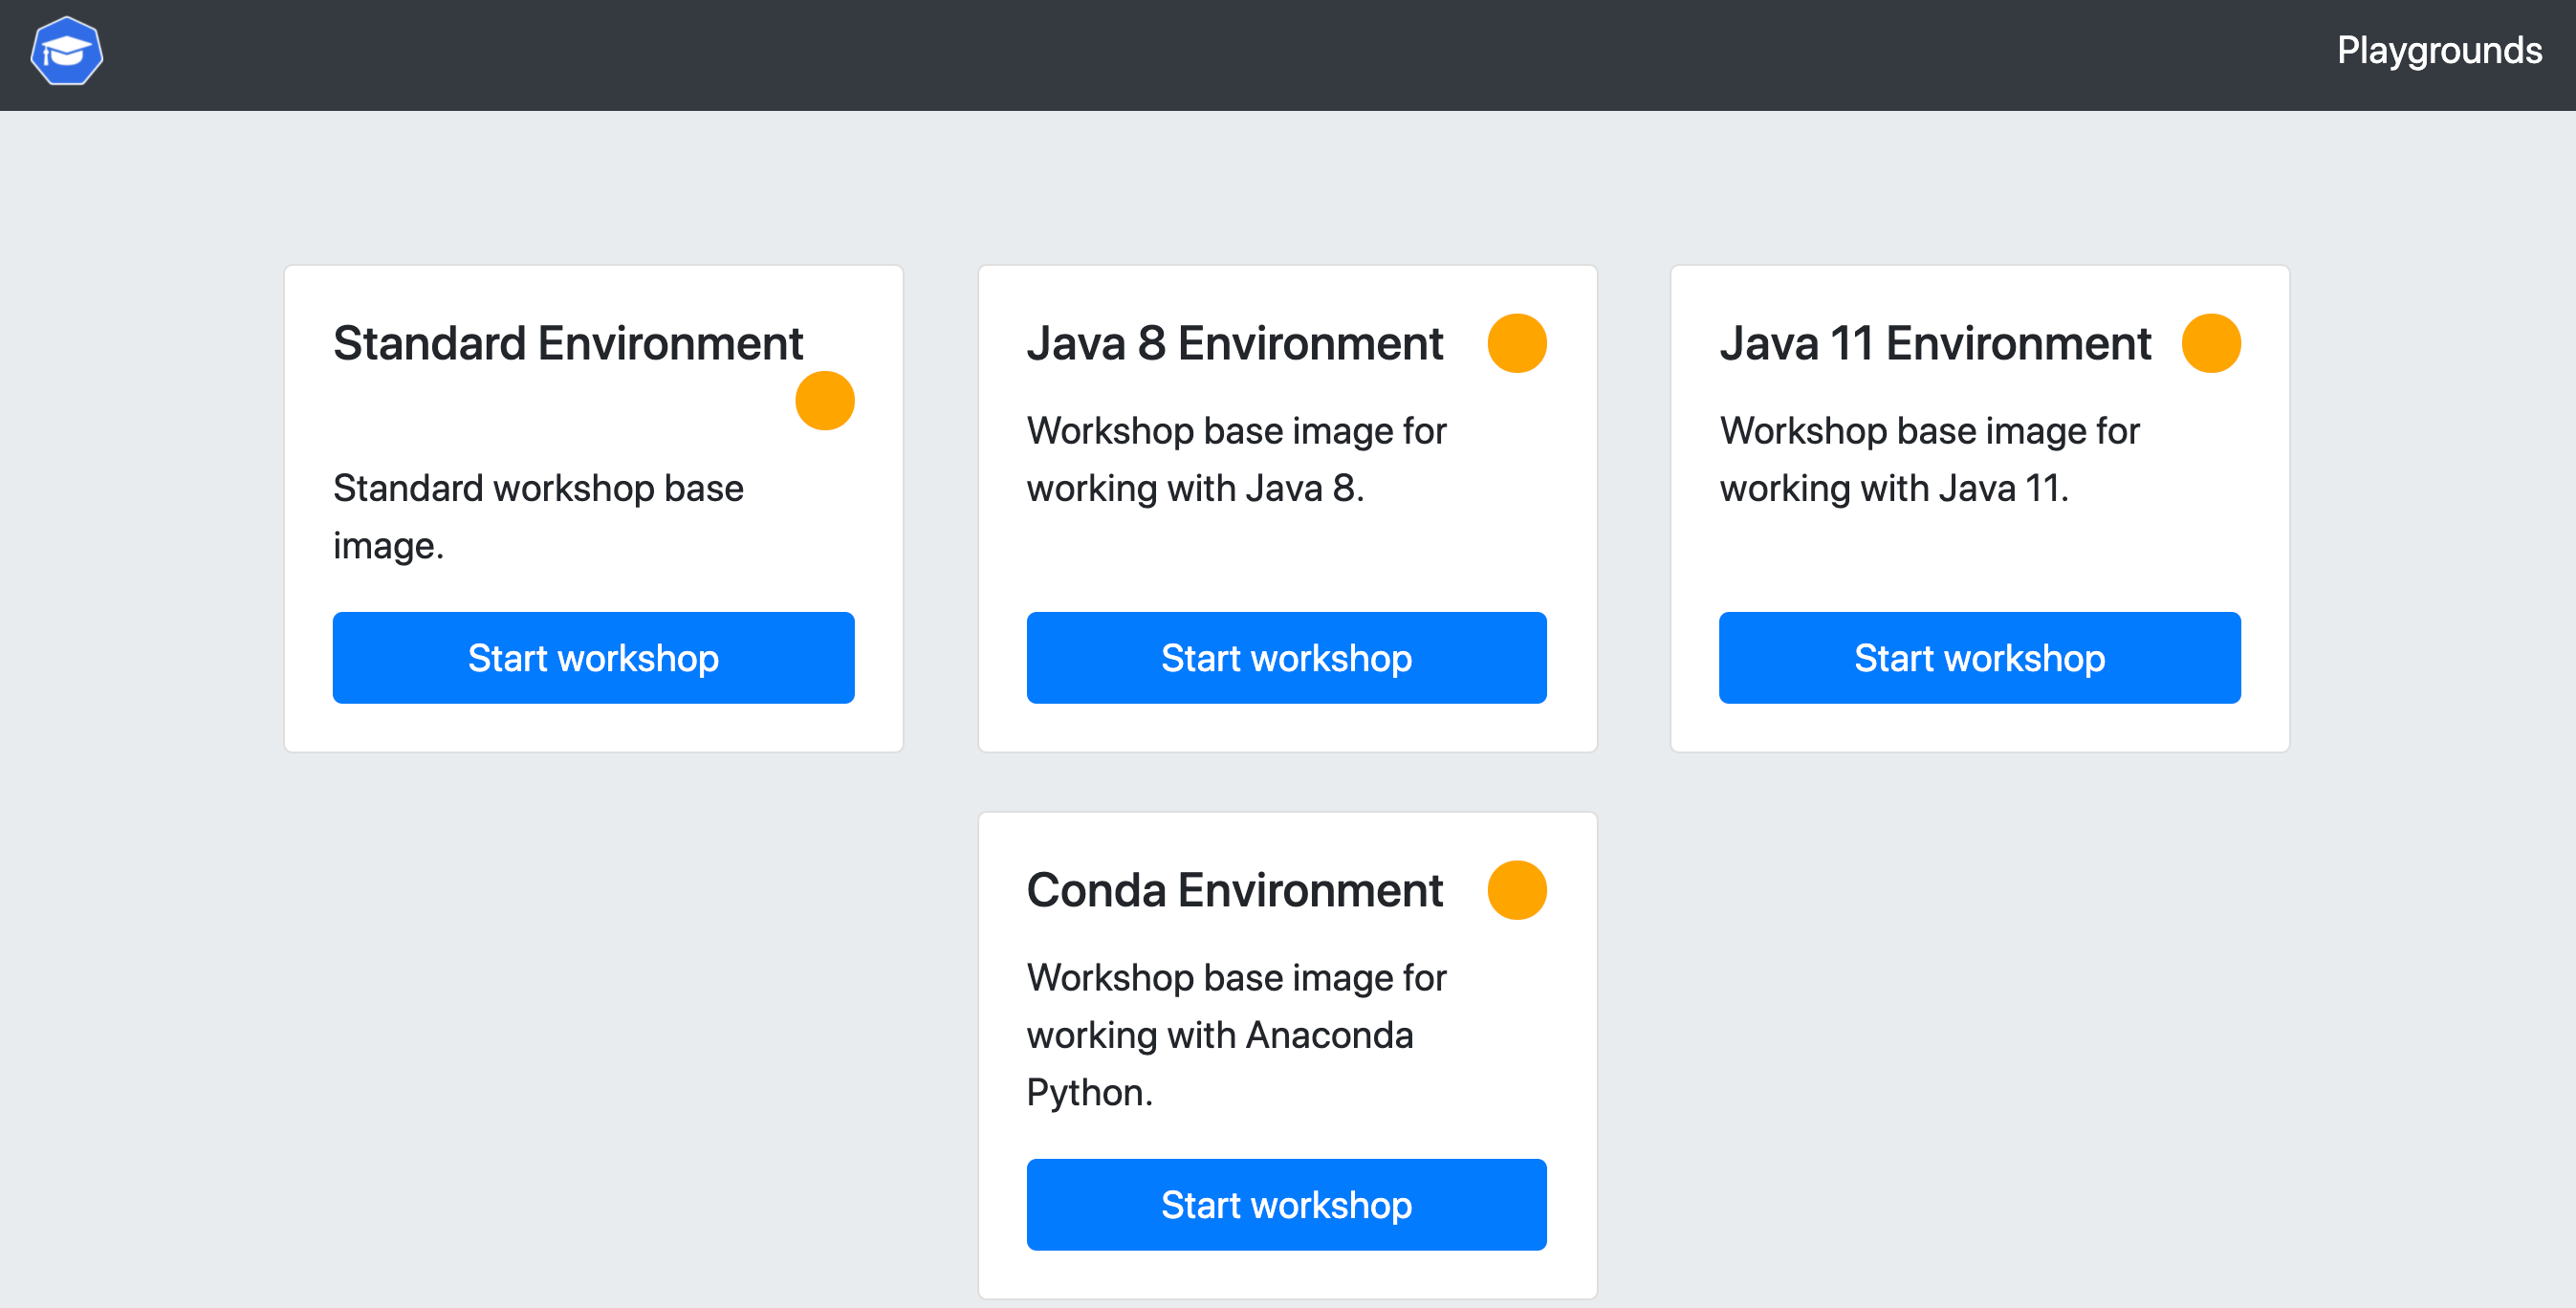 Playgrounds
Standard Environment
Standard workshop base
image.
Start workshop
Java 8 Environment
Workshop base image for
working with Java 8.
Start workshop
Java 11 Environment
Workshop base image for
working with Java 11.
Start workshop
Conda Environment
Workshop base image for
working with Anaconda
Python.
Start workshop